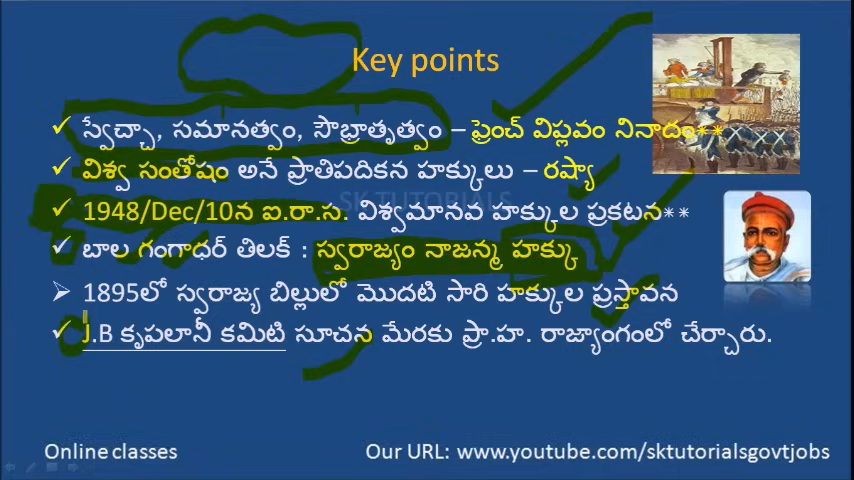 Key points
స్వేచ్ఛా, సమానత్వం, సౌభ్రాతృత్వం – ఫ్రెంచ్ విప్లవం నినాదం**
విశ్వ సంతోషం అనే ప్రాతిపదికన హక్కులు – రష్యా
SK TUTORIALS
1948/Dec/10న ఐ.రా.స. విశ్వమానవ హక్కుల ప్రకటన**
బాల గంగాధర్ తిలక్ : స్వరాజ్యం నాజన్మ హక్కు
1895లో స్వరాజ్య బిల్లులో మొదటి సారి హక్కుల ప్రస్తావన
J.B కృపలానీ కమిటి సూచన మేరకు ప్రా.హ. రాజ్యాంగంలో చేర్చారు.
Online classes
Our URL: www.youtube.com/sktutorialsgovtjobs